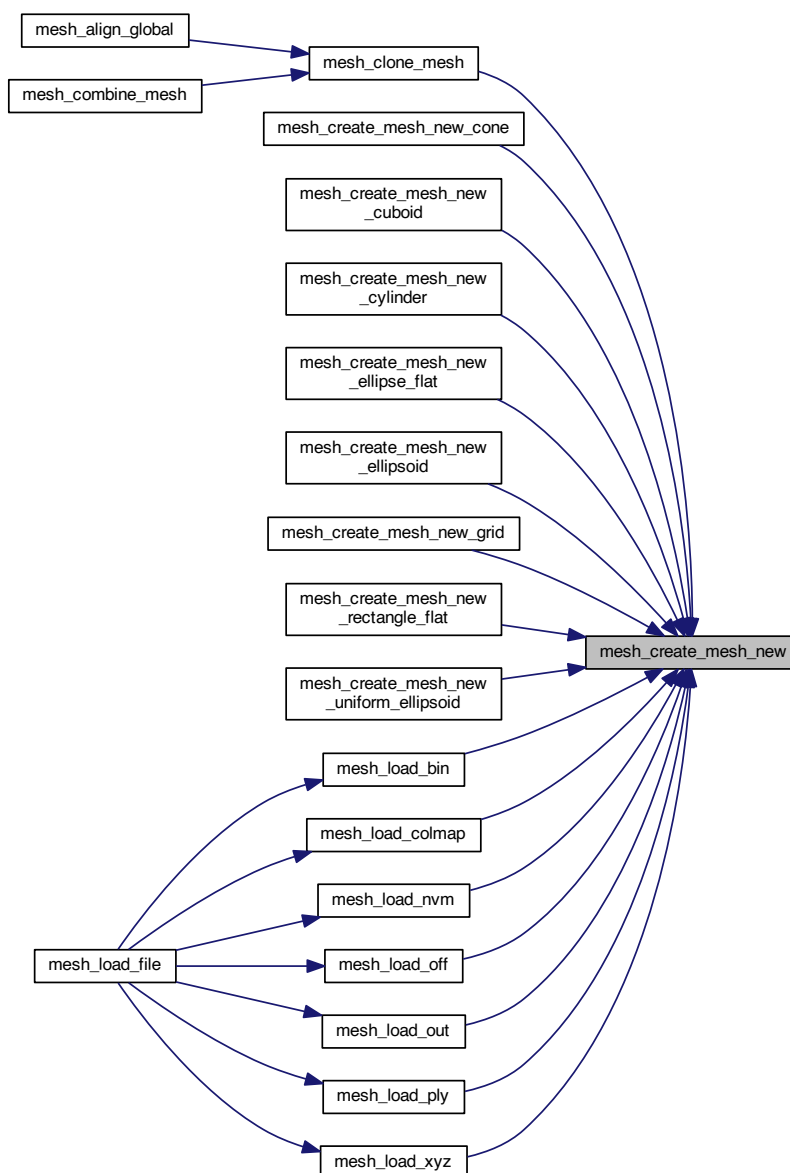 mesh_align_global
mesh_clone_mesh
mesh_combine_mesh
mesh_create_mesh_new_cone
mesh_create_mesh_new
_cuboid
mesh_create_mesh_new
_cylinder
mesh_create_mesh_new
_ellipse_flat
mesh_create_mesh_new
_ellipsoid
mesh_create_mesh_new_grid
mesh_create_mesh_new
_rectangle_flat
mesh_create_mesh_new
mesh_create_mesh_new
_uniform_ellipsoid
mesh_load_bin
mesh_load_colmap
mesh_load_nvm
mesh_load_file
mesh_load_off
mesh_load_out
mesh_load_ply
mesh_load_xyz